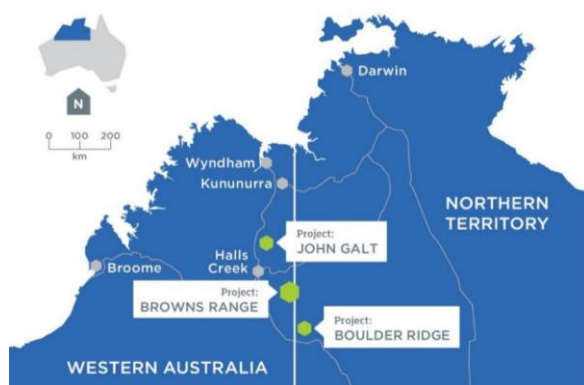 N
0 100 200
km
Darwin
Wyndham
Kununurra
NORTHERN
TERRITORY
Project:
JOHN GALT
Halls
Creek
Broome
Project:
BROWNS RANGE
Project:
BOULDER RIDGE
WESTERN AUSTRALIA